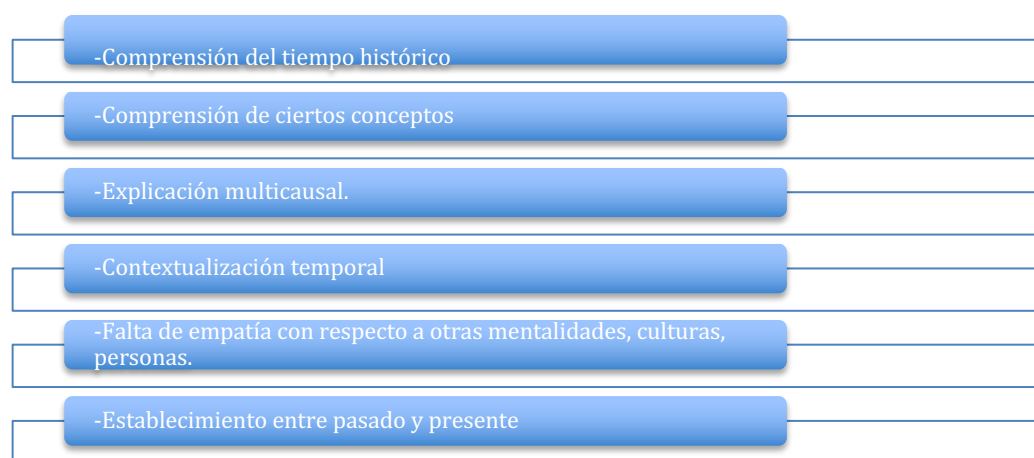 -Comprensión del tiempo histórico
-Comprensión de ciertos conceptos
-Explicación multicausal.
-Contextualización temporal
-Falta de empatía con respecto a otras mentalidades, culturas,
personas.
-Establecimiento entre pasado y presente